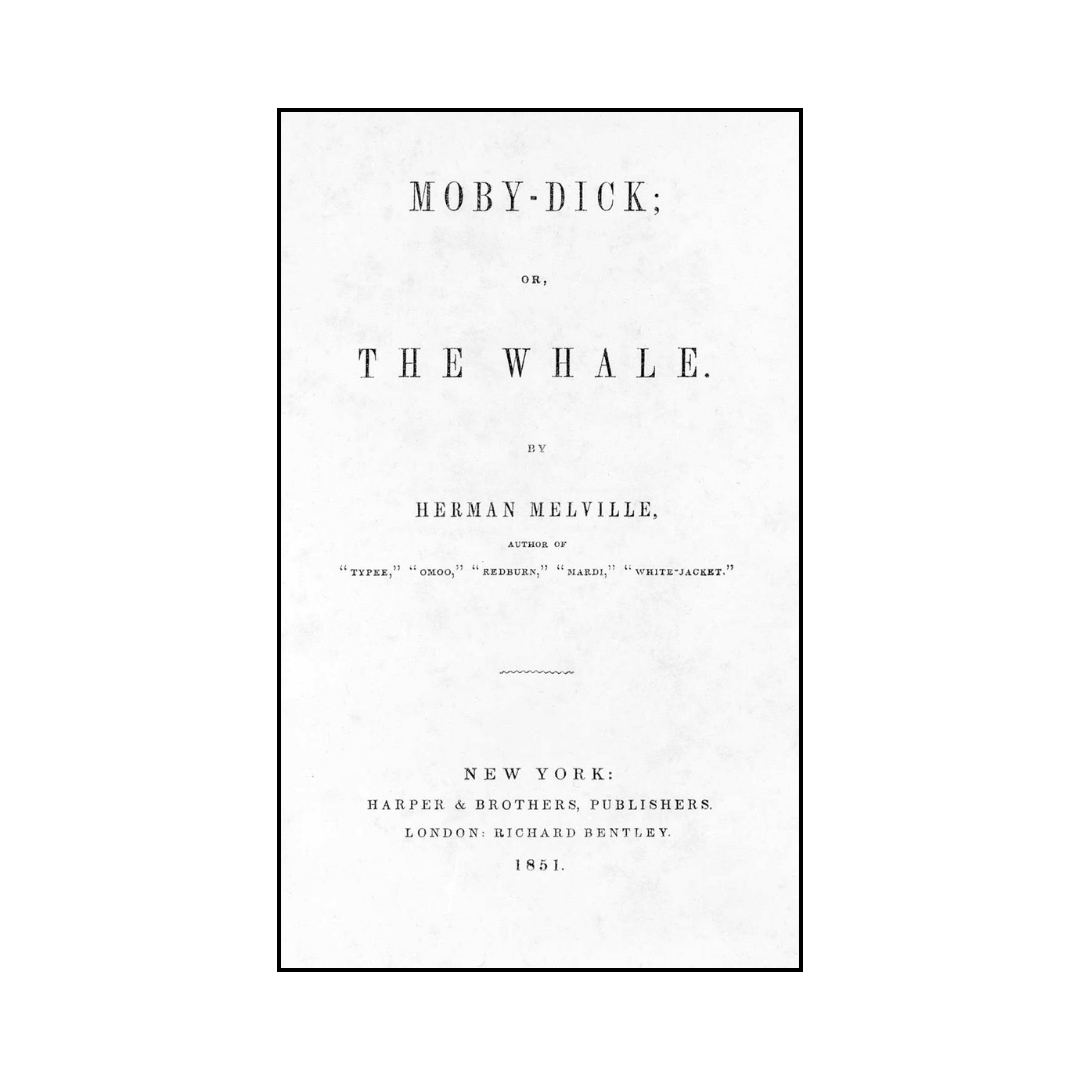 MOBY-DICK;
OR,
THE WHALE.
BY
HERMAN MELVILLE,
AUTHOR OF
“TYPEE,” “OMOO,” “REDBURN,” “MARDI,” “WHITE-JACKET.”
NEW YORK:
HARPER & BROTHERS, PUBLISHERS.
LONDON: RICHARD BENTLEY.
1851.